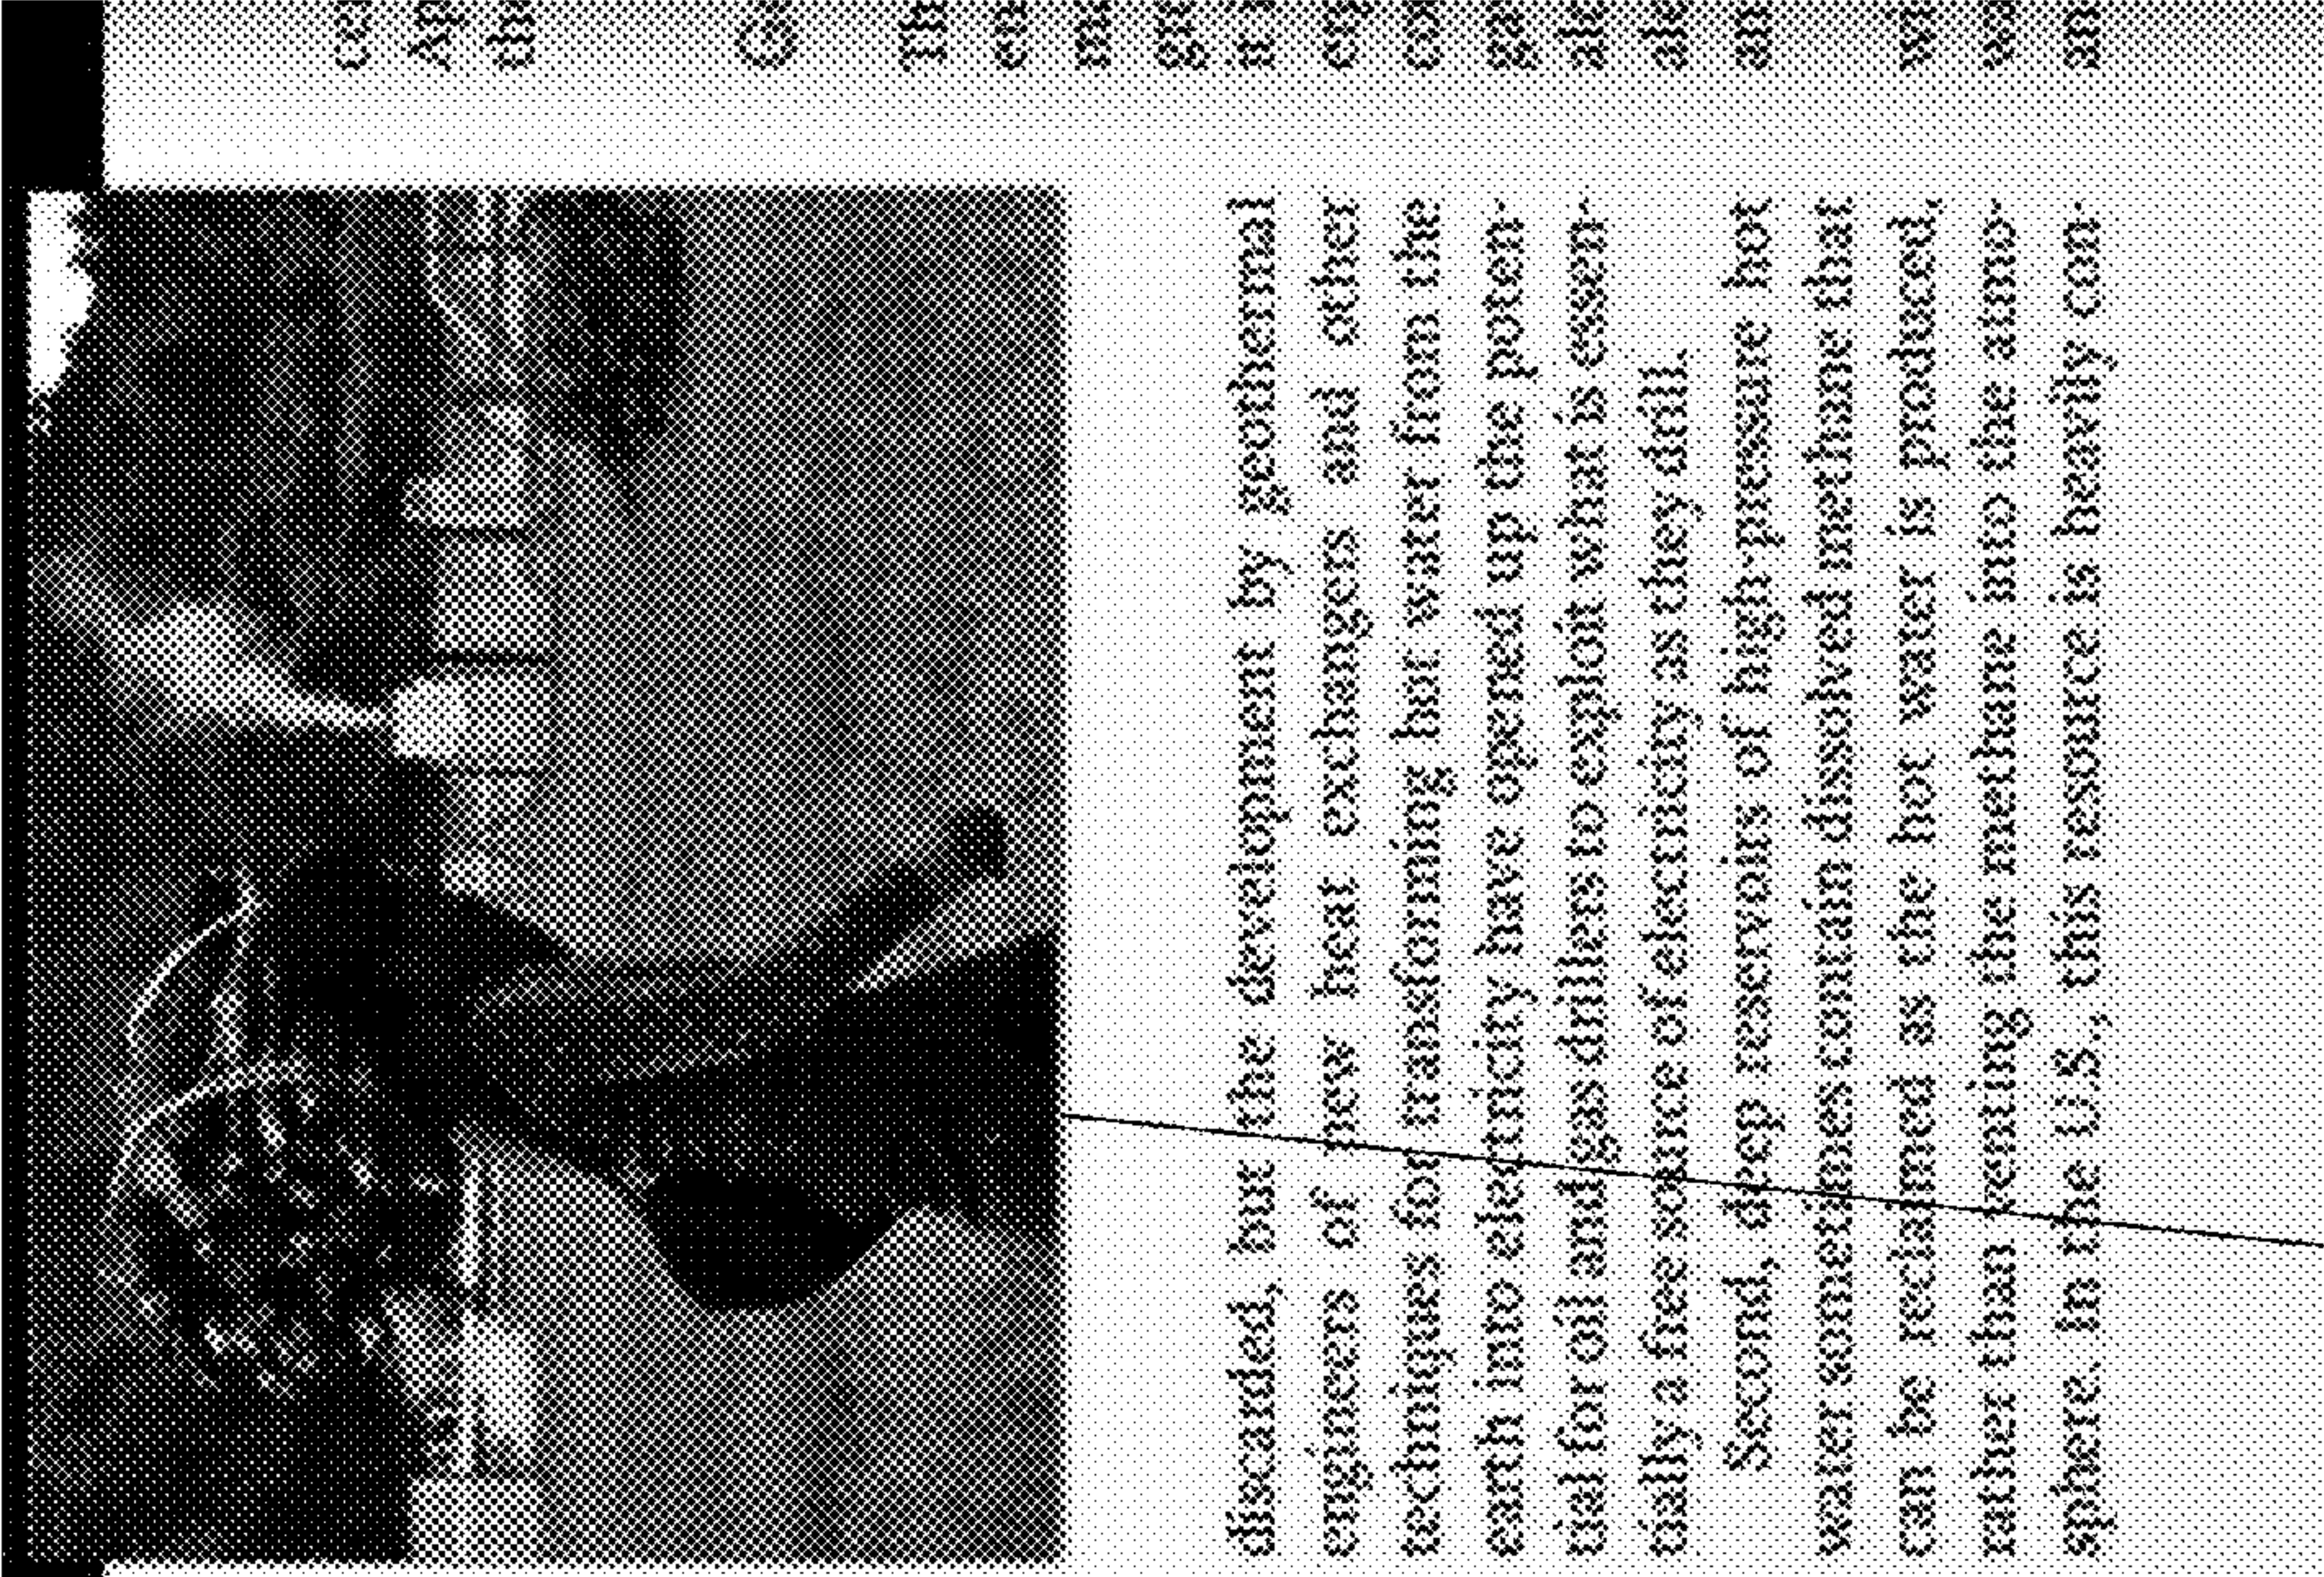 discarded, but the development by geothermal
engineers of new heat exchangers and other
techniques for transforming hot water from the
earth into electricity have opened up the poten-
tial for oil and gas drillers to exploit what is essen-
tially a free source of electricity as they drill.
Second, deep reservoirs of high-pressure hot
water sometimes contain dissolved methane that
can be reclaimed as the hot water is produced,
rather than venting the methane into the atmo-
sphere. In the U.S., this resource is heavily con-